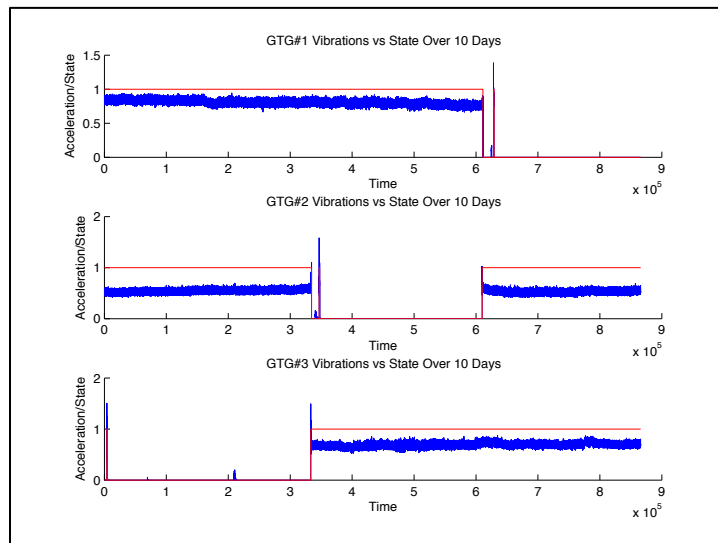 GTG#1 Vibrations vs State Over 10 Days
Acceleration/State
1.5
1
0.5
0
0 1 2 3 4 5 6 7 8 9
Time
x 10^5
GTG#2 Vibrations vs State Over 10 Days
Acceleration/State
2
1
0
0 1 2 3 4 5 6 7 8 9
Time
x 10^5
GTG#3 Vibrations vs State Over 10 Days
Acceleration/State
2
1
0
0 1 2 3 4 5 6 7 8 9
Time
x 10^5